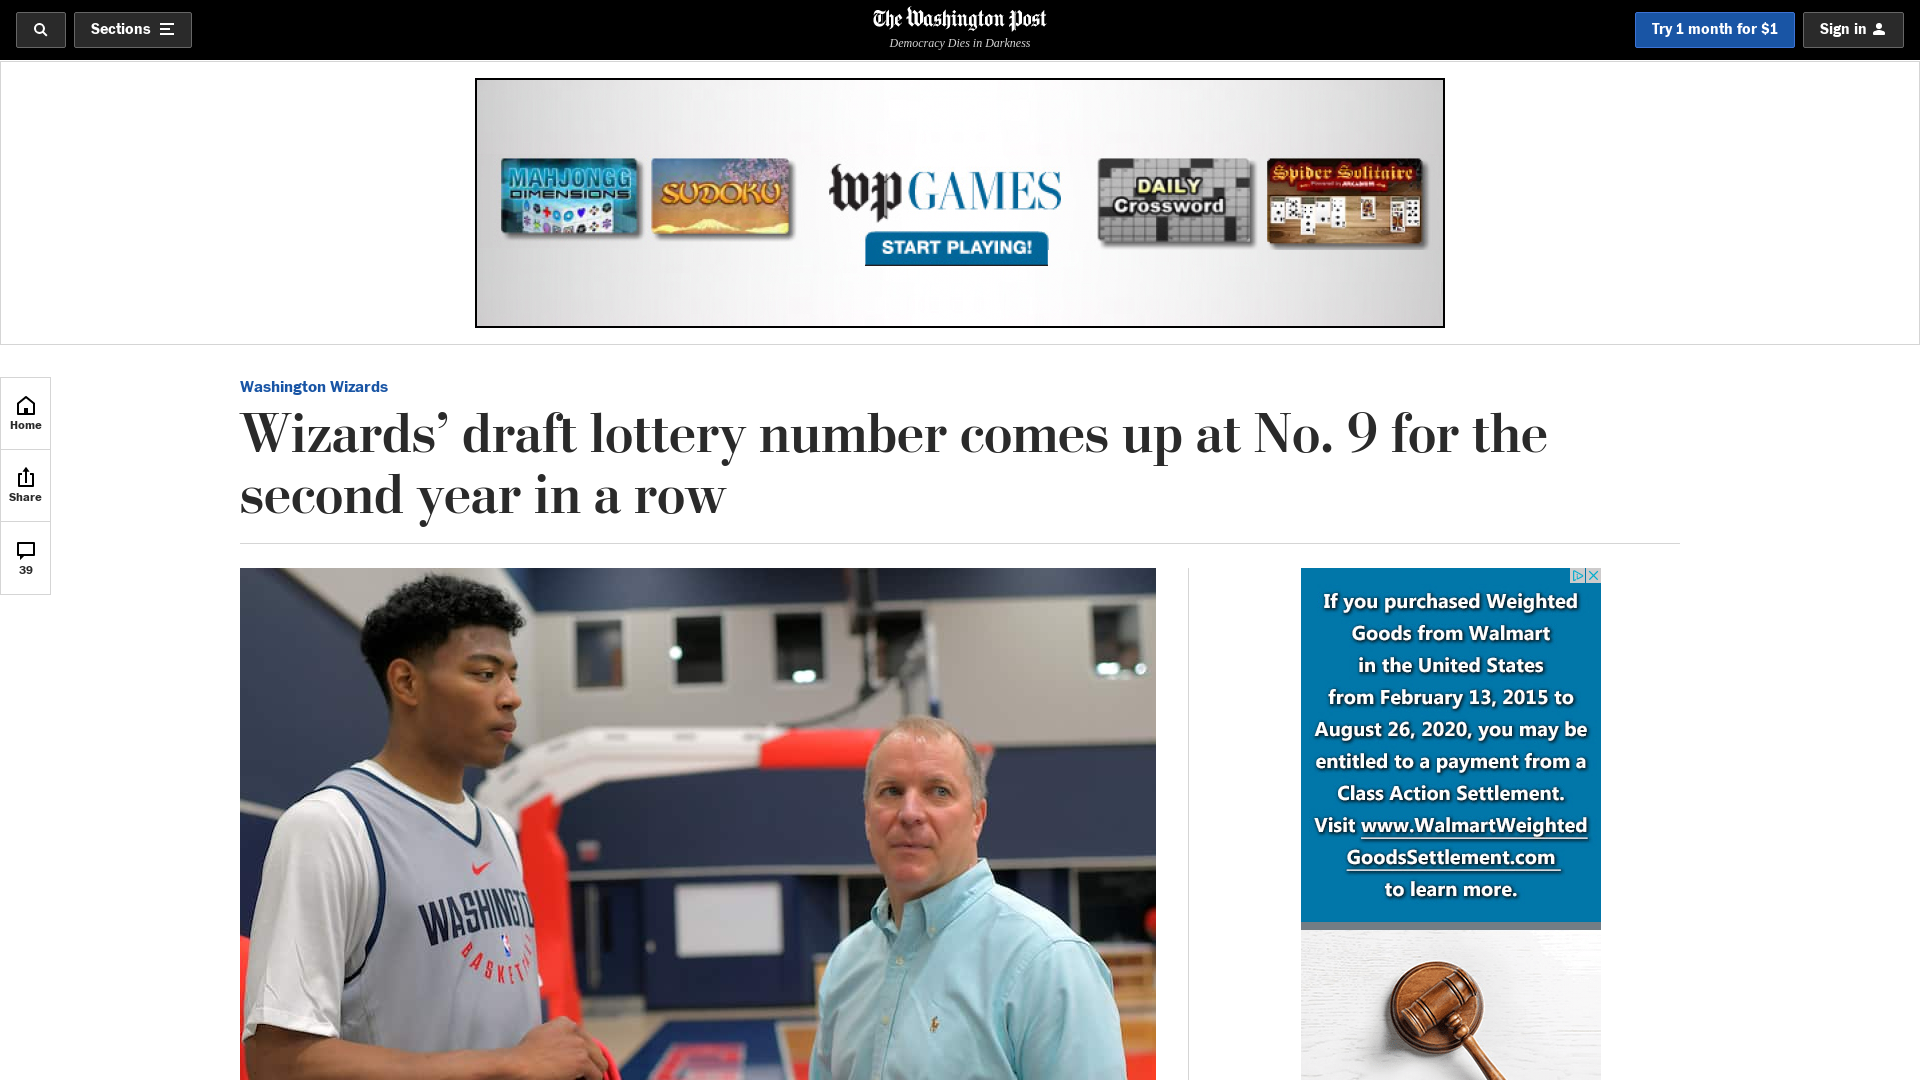 Sections
The Washington Post
Democracy Dies in Darkness
Try 1 month for $1
Sign in
MAHJONGG
DIMENSIONS
SUDOKU
wp GAMES
START PLAYING!
DAILY
Crossword
Spider Solitaire
Home
Share
39
Washington Wizards
Wizards’ draft lottery number comes up at No. 9 for the
second year in a row
WASHINGTO
BASKET
If you purchased Weighted
Goods from Walmart
in the United States
from February 13, 2015 to
August 26, 2020, you may be
entitled to a payment from a
Class Action Settlement.
Visit www.WalmartWeighted
GoodsSettlement.com
to learn more.